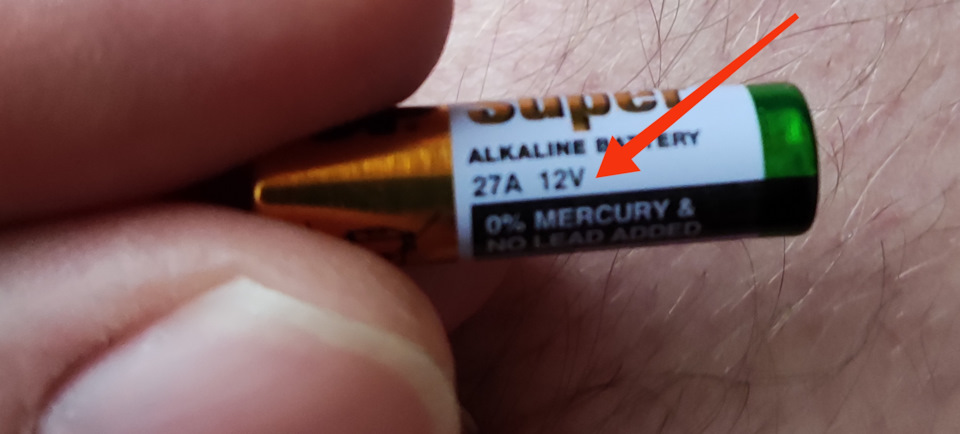 Super
ALKALINE BATTERY
27A 12V
0% MERCURY &
NO LEAD ADDED